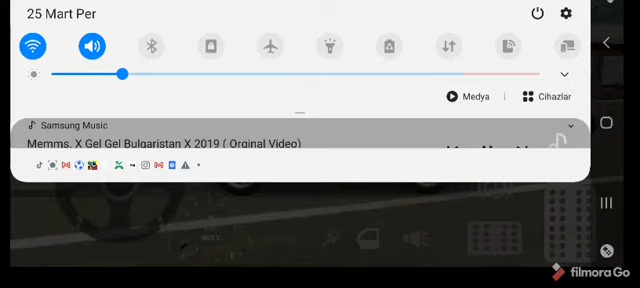 25 Mart Per
Medya
Cihazlar
Samsung Music
Memms. X Gel Gel Bulgaristan X 2019 ( Orginal Video)
filmora Go